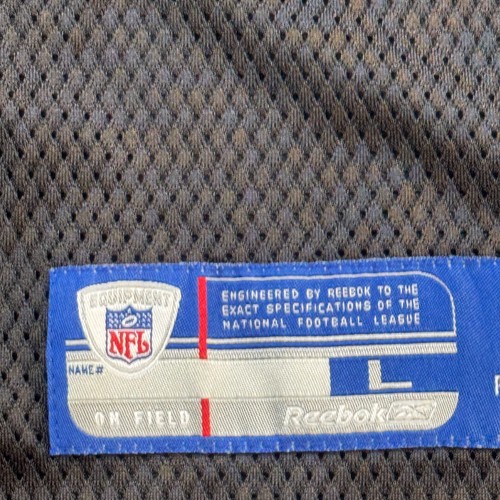 EQUIPMENT
NFL
ENGINEERED BY REEBOK TO THE
EXACT SPECIFICATIONS OF THE
NATIONAL FOOTBALL LEAGUE
NAME#
L
ON FIELD
Reebok